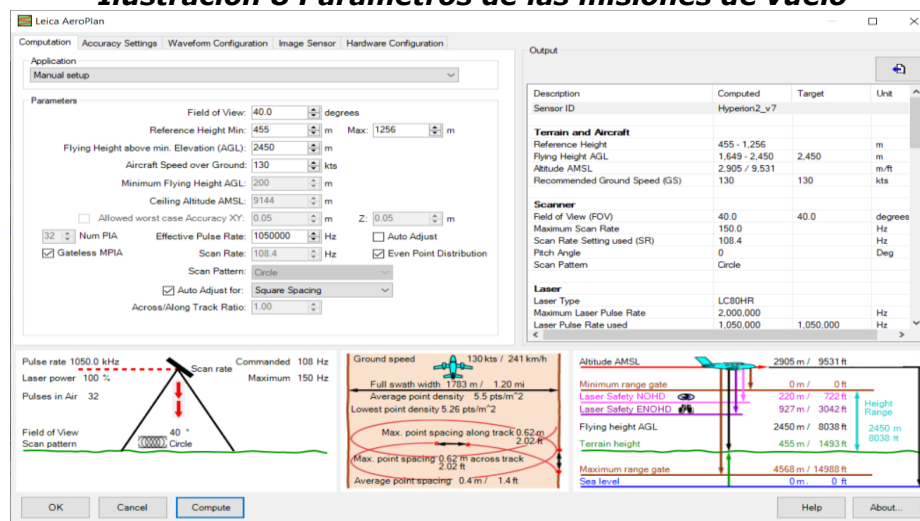 Ilustración 6 Parámetros de las misiones de vuelo
Leica AeroPlan
Computation Accuracy Settings Waveform Configuration Image Sensor Hardware Configuration
Application
Manual setup
Parameters
Field of View: 40.0 degrees
Reference Height Min: 455 m Max: 1256 m
Flying Height above min. Elevation (AGL): 2450 m
Aircraft Speed over Ground: 130 kts
Minimum Flying Height AGL: 200 m
Ceiling Altitude AMSL: 9144 m
Allowed worst case Accuracy XY: 0.05 m Z: 0.05 m
32 Num PIA Effective Pulse Rate: 1050000 Hz Auto Adjust
Gateless MPIA Scan Rate: 108.4 Hz Even Point Distribution
Scan Pattern: Circle
Auto Adjust for: Square Spacing
Across/Along Track Ratio: 1.00
Output
Description Computed Target Unit
Sensor ID Hyperion2_v7
Terrain and Aircraft
Reference Height 455 - 1,256 m
Flying Height AGL 1,649 - 2,450 2,450 m
Altitude AMSL 2,905 / 9,531 m/ft
Recommended Ground Speed (GS) 130 130 kts
Scanner
Field of View (FOV) 40.0 40.0 degrees
Maximum Scan Rate 150.0 Hz
Scan Rate Setting used (SR) 108.4 Hz
Pitch Angle 0 Deg
Scan Pattern Circle
Laser
Laser Type LC80HR
Maximum Laser Pulse Rate 2,000,000 Hz
Laser Pulse Rate used 1,050,000 1,050,000 Hz
Pulse rate 1050.0 kHz
Laser power 100 %
Pulses in Air 32
Scan rate
Commanded 108 Hz
Maximum 150 Hz
Field of View 40 °
Scan pattern Circle
Ground speed 130 kts / 241 km/h
Full swath width 1783 m / 1.20 mi
Average point density 5.5 pts/m^2
Lowest point density 5.26 pts/m^2
Max. point spacing along track 0.62 m
2.02 ft
Max. point spacing 0.62 m across track
2.02 ft
Average point spacing 0.4 m / 1.4 ft
Altitude AMSL 2905 m / 9531 ft
Minimum range gate 0 m / 0 ft
Laser Safety NOHD 220 m / 722 ft
Laser Safety ENOHD 927 m / 3042 ft
Height
Range
Flying height AGL 2450 m / 8038 ft
2450 m
8038 ft
Terrain height 455 m / 1493 ft
Maximum range gate 4568 m / 14988 ft
Sea level 0 m / 0 ft
OK Cancel Compute Help About...